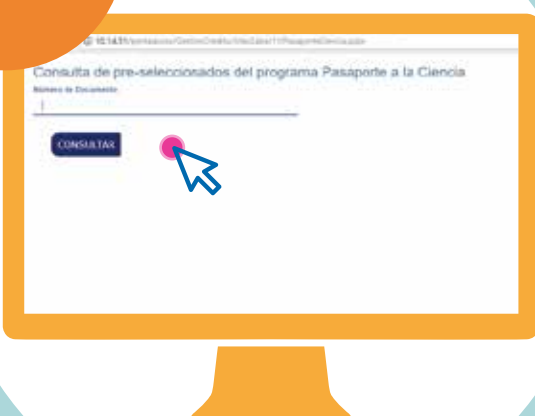 Consulta de pre-seleccionados del programa Pasaporte a la Ciencia
Número de Documento
CONSULTAR